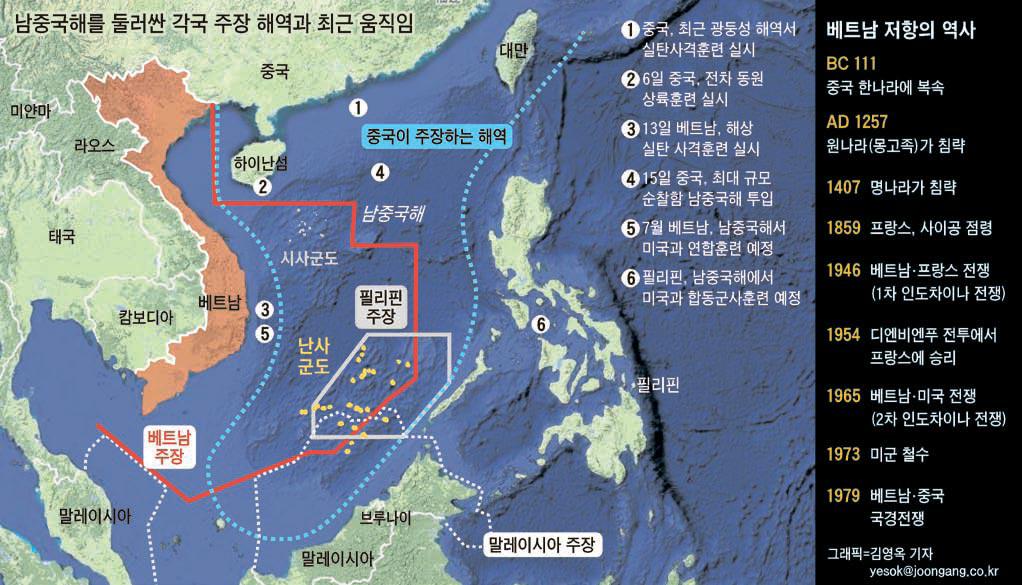 남중국해를 둘러싼 각국 주장 해역과 최근 움직임
중국
대만
미얀마
라오스
하이난섬
태국
베트남
캄보디아
남중국해
시사군도
중국이 주장하는 해역
필리핀
주장
난사
군도
필리핀
베트남
주장
말레이시아
브루나이
말레이시아
말레이시아 주장
1
2
3
4
5
6
1 중국, 최근 광둥성 해역서
실탄사격훈련 실시
2 6일 중국, 전차 동원
상륙훈련 실시
3 13일 베트남, 해상
실탄 사격훈련 실시
4 15일 중국, 최대 규모
순찰함 남중국해 투입
5 7월 베트남, 남중국해서
미국과 연합훈련 예정
6 필리핀, 남중국해에서
미국과 합동군사훈련 예정
베트남 저항의 역사
BC 111
중국 한나라에 복속
AD 1257
원나라(몽고족)가 침략
1407 명나라가 침략
1859 프랑스, 사이공 점령
1946 베트남·프랑스 전쟁
(1차 인도차이나 전쟁)
1954 디엔비엔푸 전투에서
프랑스에 승리
1965 베트남·미국 전쟁
(2차 인도차이나 전쟁)
1973 미군 철수
1979 베트남·중국
국경전쟁
그래픽=김영옥 기자
yesok@joongang.co.kr